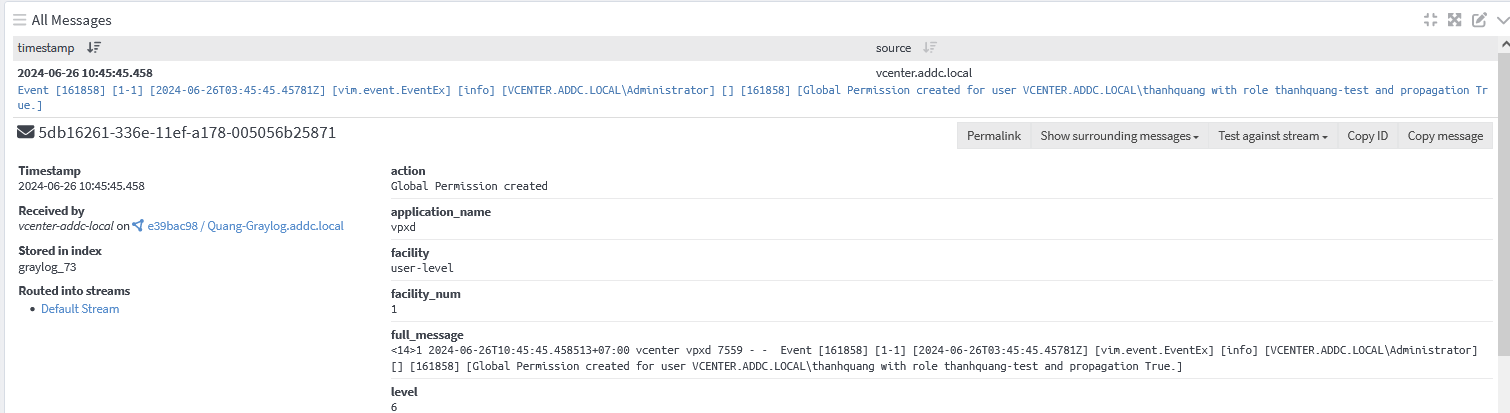 All Messages
timestamp source
2024-06-26 10:45:45.458 vcenter.addc.local
Event [161858] [1-1] [2024-06-26T03:45:45.45781Z] [vim.event.EventEx] [info] [VCENTER.ADDC.LOCAL\Administrator] [] [161858] [Global Permission created for user VCENTER.ADDC.LOCAL\thanhquang with role thanhquang-test and propagation Tr
ue.]
5db16261-336e-11ef-a178-005056b25871
Permalink Show surrounding messages Test against stream Copy ID Copy message
Timestamp
2024-06-26 10:45:45.458
Received by
vcenter-addc-local on e39bac98 / Quang-Graylog.addc.local
Stored in index
graylog_73
Routed into streams
• Default Stream
action
Global Permission created
application_name
vpxd
facility
user-level
facility_num
1
full_message
<14>1 2024-06-26T10:45:45.458513+07:00 vcenter vpxd 7559 - -  Event [161858] [1-1] [2024-06-26T03:45:45.45781Z] [vim.event.EventEx] [info] [VCENTER.ADDC.LOCAL\Administrator]
[] [161858] [Global Permission created for user VCENTER.ADDC.LOCAL\thanhquang with role thanhquang-test and propagation True.]
level
6